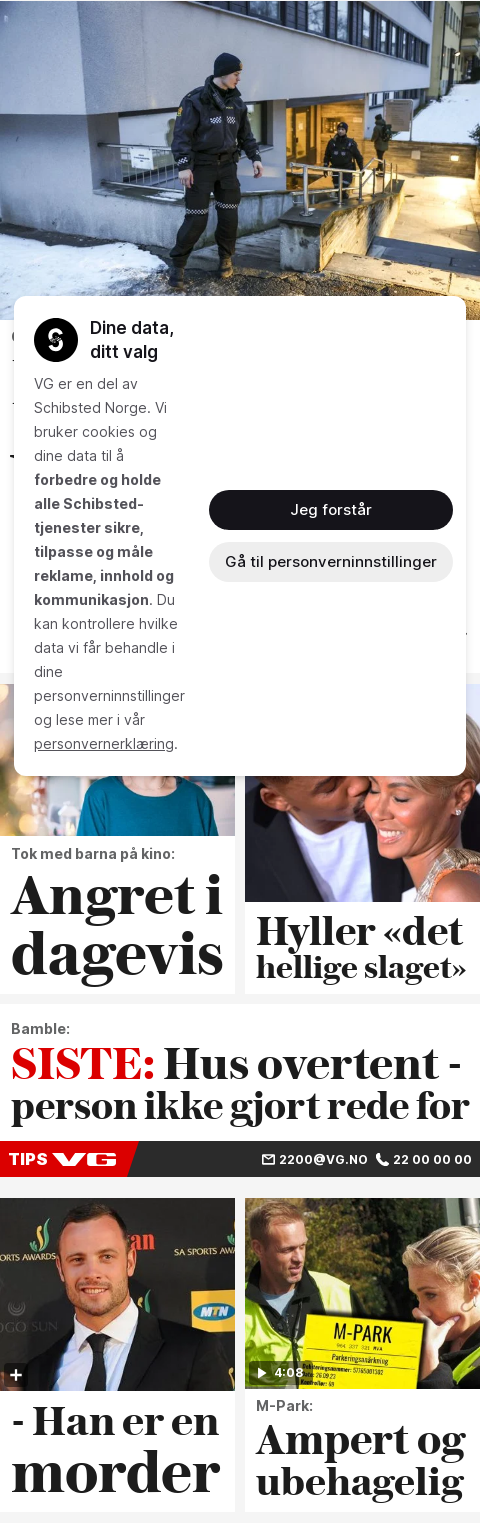 Dine data,
ditt valg
VG er en del av
Schibsted Norge. Vi
bruker cookies og
dine data til å
forbedre og holde
alle Schibsted-
tjenester sikre,
tilpasse og måle
reklame, innhold og
kommunikasjon. Du
kan kontrollere hvilke
data vi får behandle i
dine
personverninnstillinger
og lese mer i vår
personvernerklæring.
Jeg forstår
Gå til personverninnstillinger
Tok med barna på kino:
Angret i
dagevis
Hyller «det
hellige slaget»
Bamble:
SISTE: Hus overtent -
person ikke gjort rede for
TIPS VG
2200@VG.NO 22 00 00 00
ORTS AWARDS
SA SPORTS AWARDS
OGO SUN
MTN
- Han er en
morder
M-PARK
Parkeringsanårkning
4:08
M-Park:
Ampert og
ubehagelig